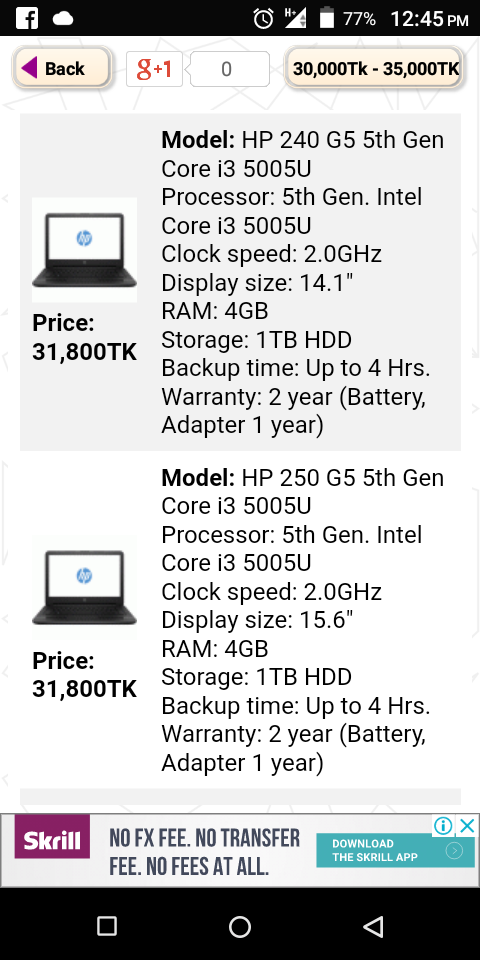 77% 12:45 PM
Back
g+1
0
30,000Tk - 35,000TK
Model: HP 240 G5 5th Gen
Core i3 5005U
Processor: 5th Gen. Intel
Core i3 5005U
Clock speed: 2.0GHz
Display size: 14.1"
RAM: 4GB
Storage: 1TB HDD
Backup time: Up to 4 Hrs.
Warranty: 2 year (Battery,
Adapter 1 year)
hp
Price:
31,800TK
Model: HP 250 G5 5th Gen
Core i3 5005U
Processor: 5th Gen. Intel
Core i3 5005U
Clock speed: 2.0GHz
Display size: 15.6"
RAM: 4GB
Storage: 1TB HDD
Backup time: Up to 4 Hrs.
Warranty: 2 year (Battery,
Adapter 1 year)
hp
Price:
31,800TK
Skrill
NO FX FEE. NO TRANSFER
FEE. NO FEES AT ALL.
DOWNLOAD
THE SKRILL APP